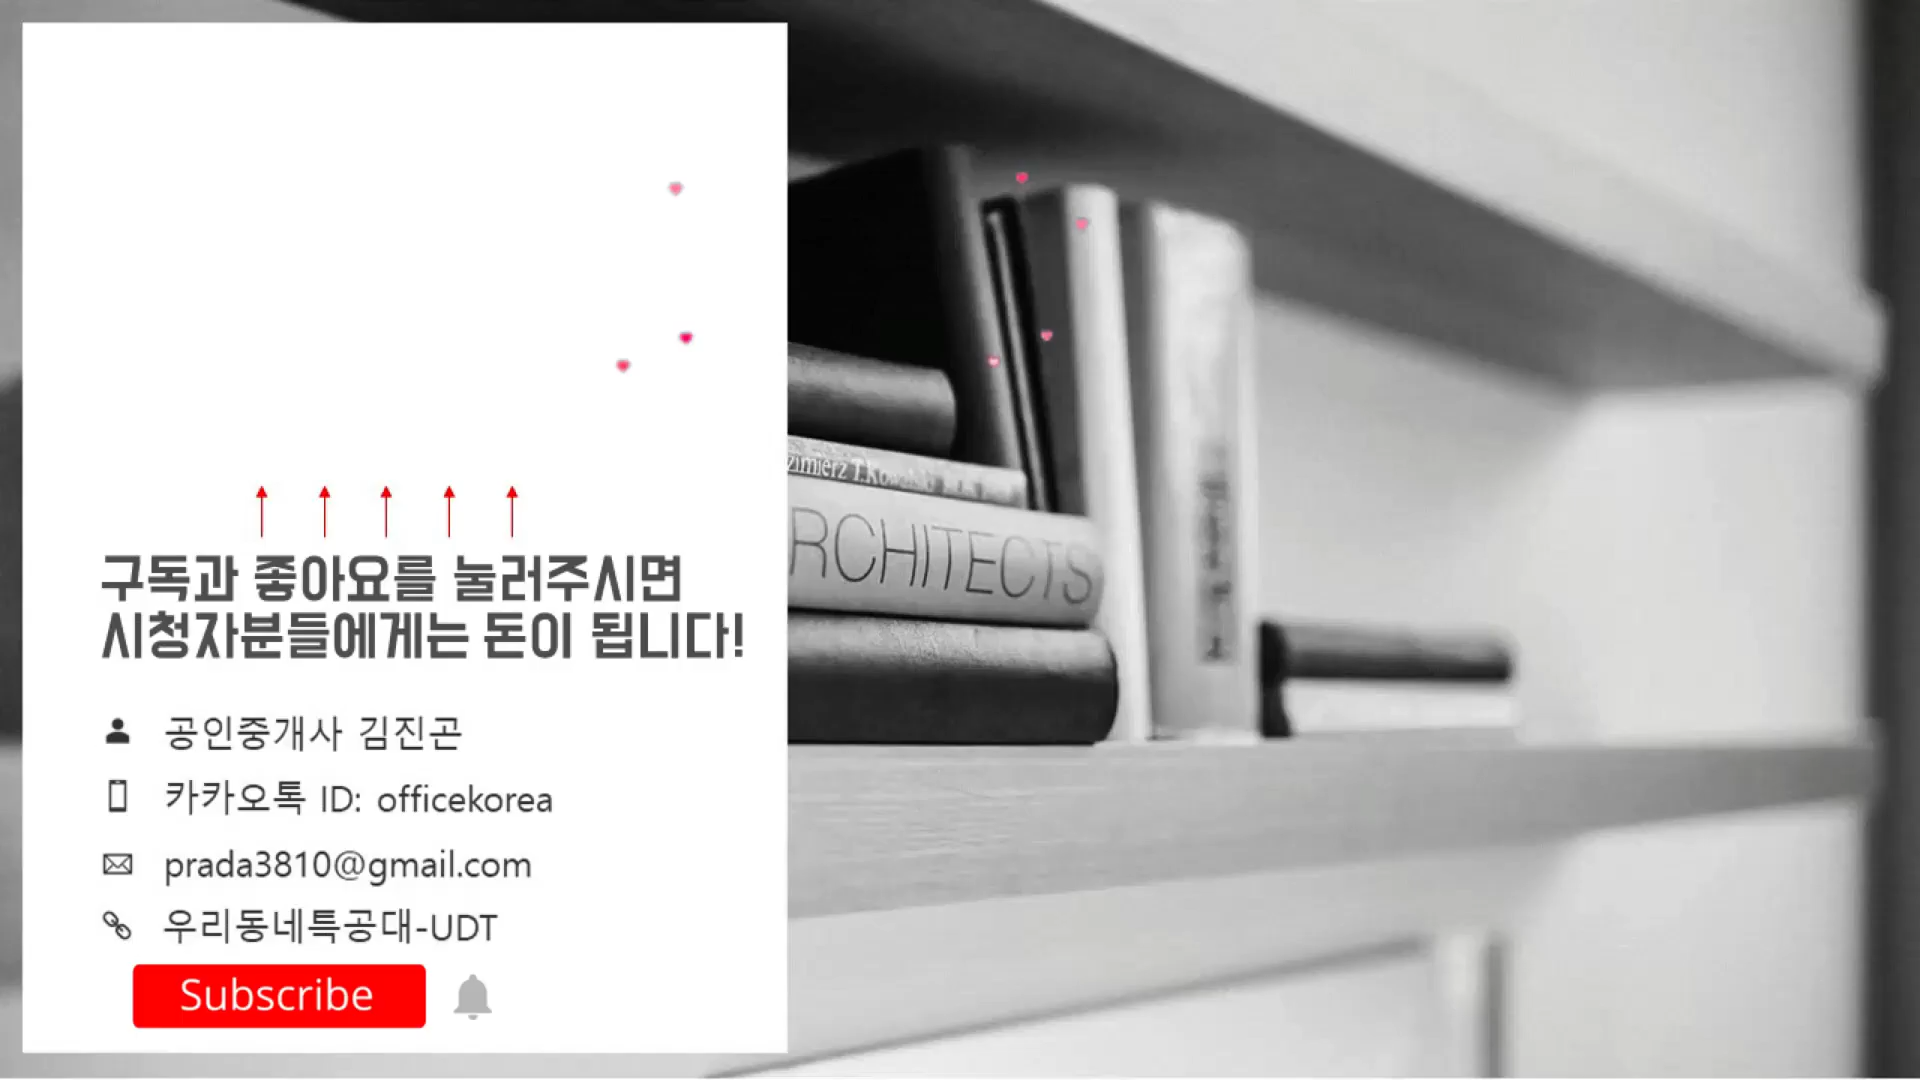 구독과 좋아요를 눌러주시면
시청자분들에게는 돈이 됩니다!
공인중개사 김진곤
카카오톡 ID: officekorea
prada3810@gmail.com
우리동네특공대-UDT
Subscribe
zimierz T.Kowalski
RCHITECTS